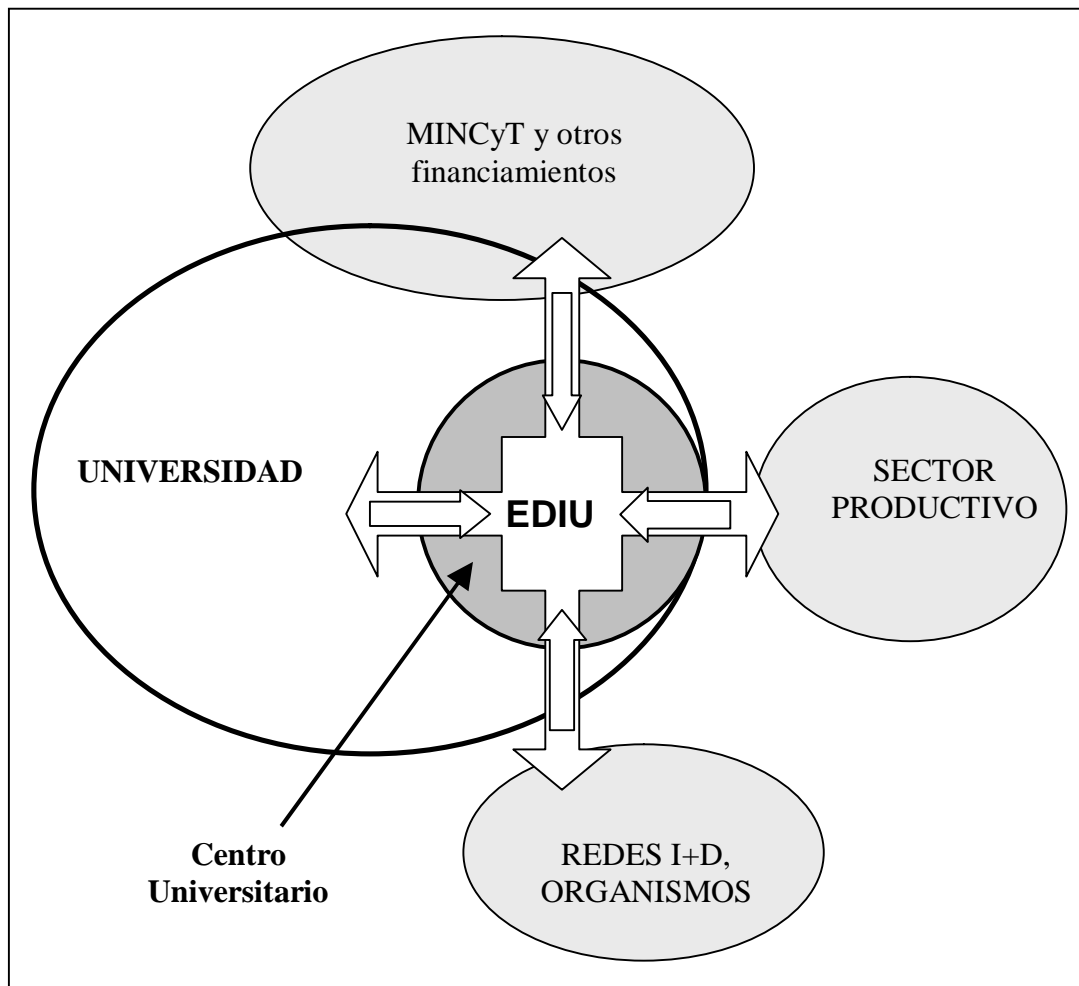 MINCyT y otros
financiamientos
UNIVERSIDAD
EDIU
SECTOR
PRODUCTIVO
Centro
Universitario
REDES I+D,
ORGANISMOS